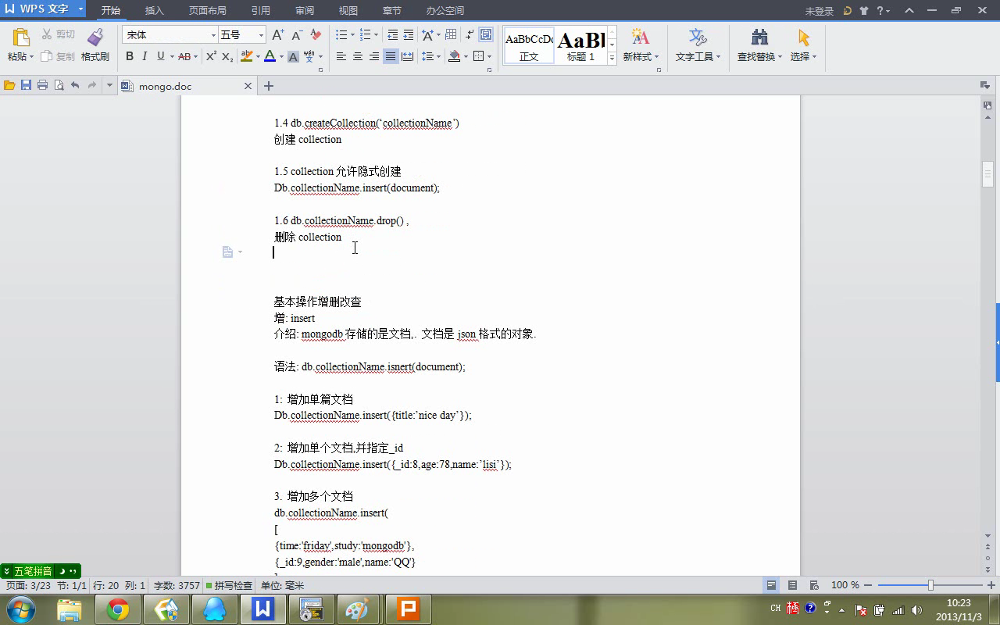 WPS 文字
开始 插入 页面布局 引用 审阅 视图 章节 办公空间
未登录
粘贴 剪切 复制 格式刷
宋体 五号
B I U AB X² X₂ A
AaBbCcDc 正文
AaBl 标题 1
新样式 文字工具 查找替换 选择
mongo.doc
1.4 db.createCollection(‘collectionName’)
创建 collection
1.5 collection 允许隐式创建
Db.collectionName.insert(document);
1.6 db.collectionName.drop() ,
删除 collection
基本操作增删改查
增: insert
介绍: mongodb 存储的是文档,. 文档是 json 格式的对象.
语法: db.collectionName.isnert(document);
1: 增加单篇文档
Db.collectionName.insert({title:’nice day’});
2: 增加单个文档,并指定_id
Db.collectionName.insert({_id:8,age:78,name:’lisi’});
3. 增加多个文档
db.collectionName.insert(
[
{time:'friday',study:'mongodb'},
{_id:9,gender:'male',name:'QQ'}
五笔拼音
页面: 3/23 节: 1/1 行: 20 列: 1 字数: 3757 拼写检查 单位: 毫米
100 %
CH
10:23
2013/11/3